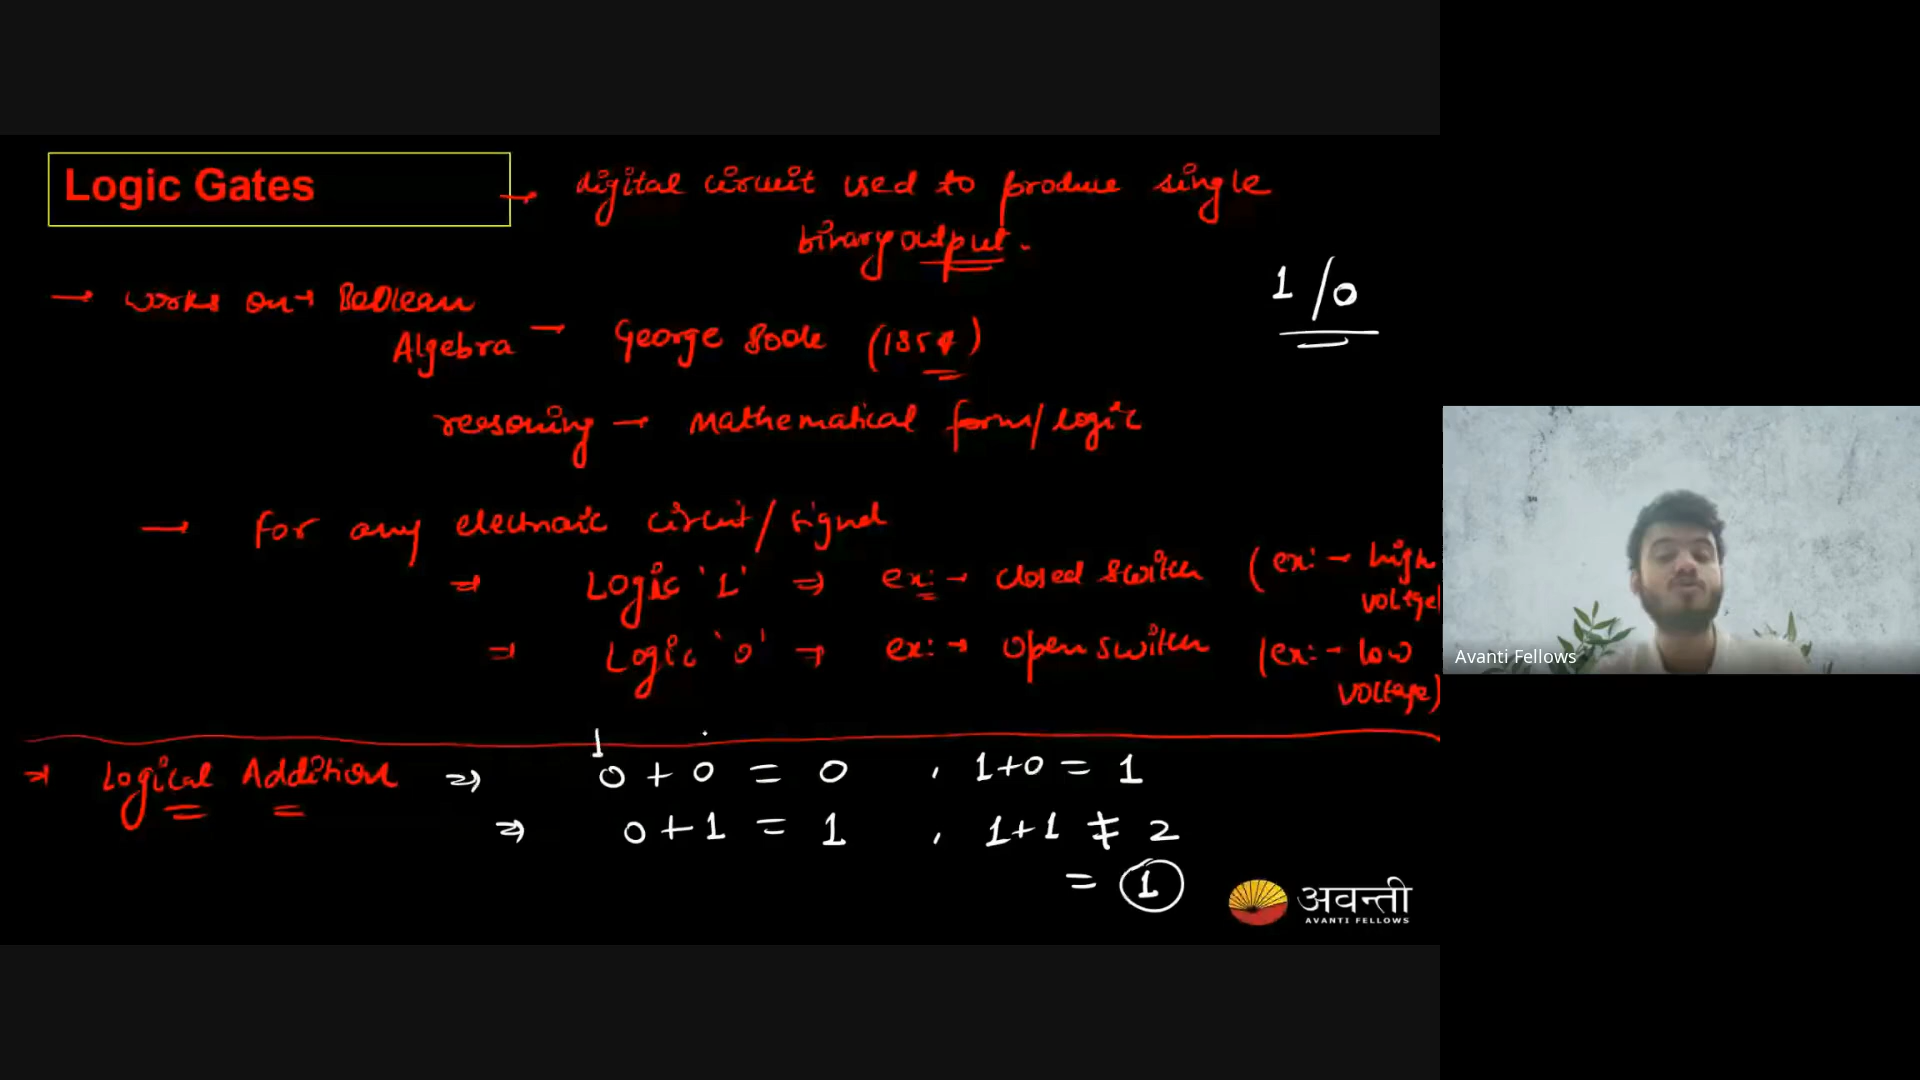 Logic Gates → digital circuit used to produce single
binary output.
1/0
→ works on → Boolean
Algebra → George Boole (1854)
reasoning → Mathematical form/logic
→ for any electronic circuit/signal
⇒ Logic '1' ⇒ ex: → closed switch (ex: → high
voltage)
⇒ Logic '0' → ex: → open switch (ex: → low
voltage)
1
→ Logical Addition ⇒ 0 + 0 = 0 , 1+0 = 1
⇒ 0+1 = 1 , 1+1 ≠ 2
= 1
अवन्ती
AVANTI FELLOWS
Avanti Fellows